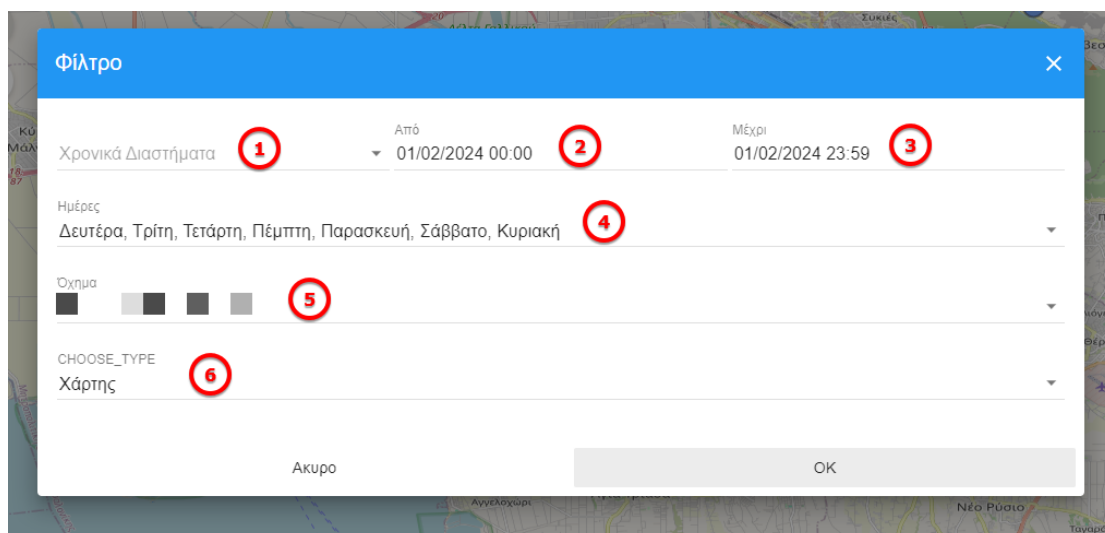 Συκιές
Φίλτρο
Χρονικά Διαστήματα 1
Από
01/02/2024 00:00 2
Μέχρι
01/02/2024 23:59 3
Ημέρες
Δευτέρα, Τρίτη, Τετάρτη, Πέμπτη, Παρασκευή, Σάββατο, Κυριακή 4
Όχημα
5
CHOOSE_TYPE
Χάρτης 6
Ακυρο
OK
Αγγελοχώρι
Νέο Ρύσιο